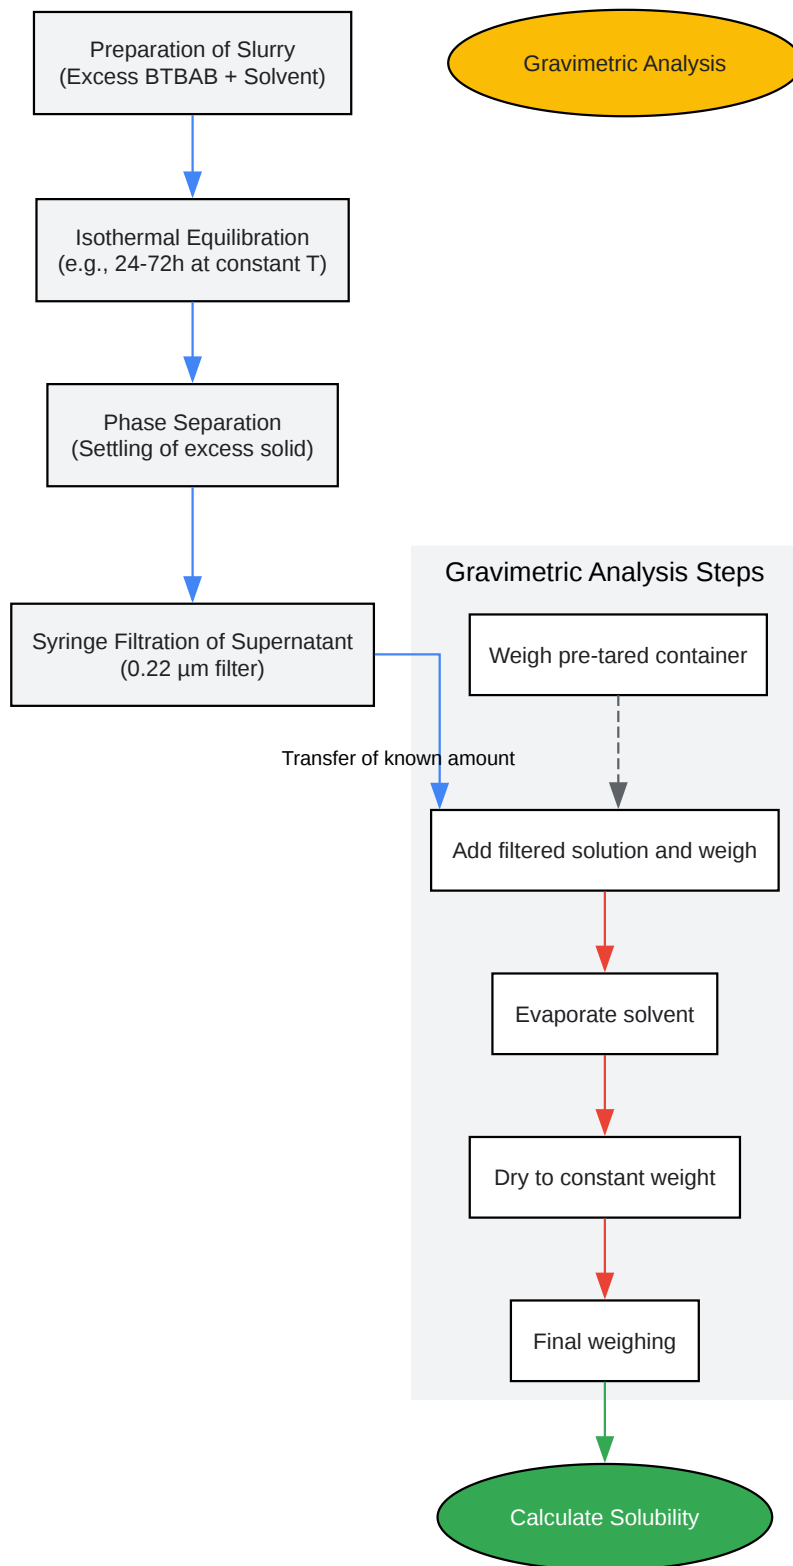 Preparation of Slurry
(Excess BTBAB + Solvent)
Gravimetric Analysis
Isothermal Equilibration
(e.g., 24-72h at constant T)
Phase Separation
(Settling of excess solid)
Syringe Filtration of Supernatant
(0.22 µm filter)
Gravimetric Analysis Steps
Weigh pre-tared container
Transfer of known amount
Add filtered solution and weigh
Evaporate solvent
Dry to constant weight
Final weighing
Calculate Solubility